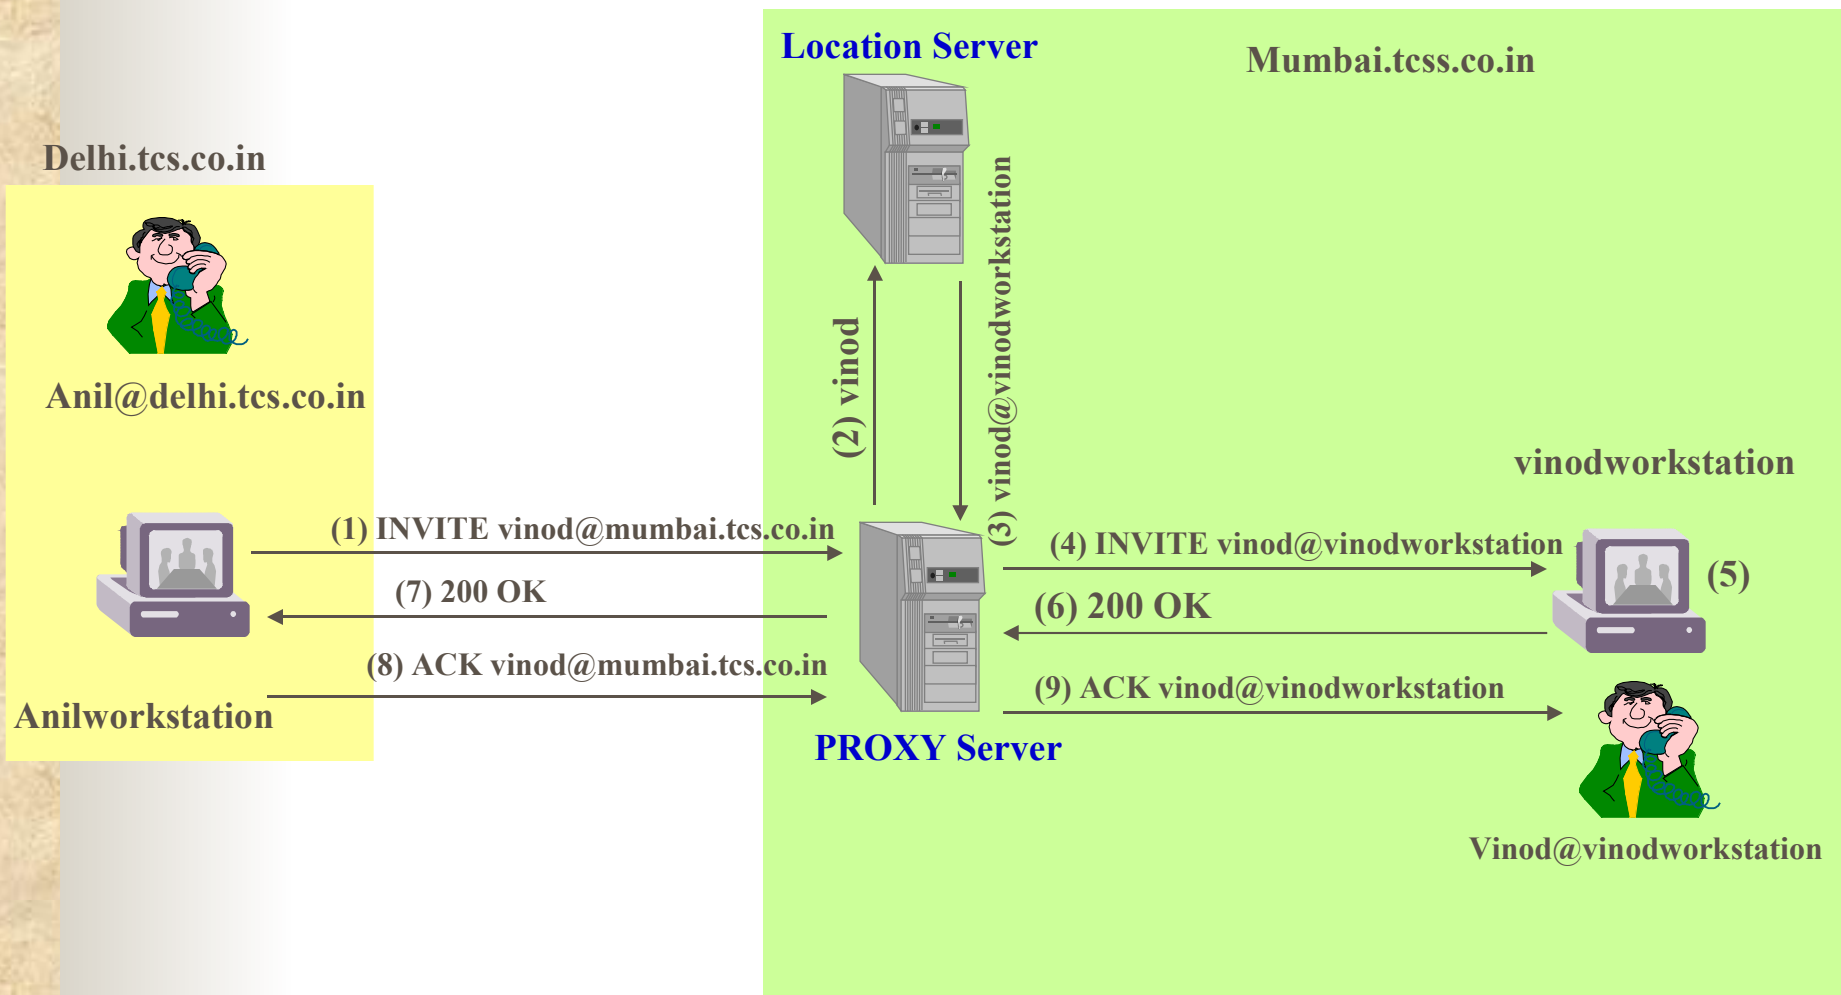 Location Server
Mumbai.tcss.co.in
Delhi.tcs.co.in
(2) vinod
(3) vinod@vinodworkstation
Anil@delhi.tcs.co.in
vinodworkstation
(1) INVITE vinod@mumbai.tcs.co.in
(4) INVITE vinod@vinodworkstation
(5)
(7) 200 OK
(6) 200 OK
(8) ACK vinod@mumbai.tcs.co.in
(9) ACK vinod@vinodworkstation
Anilworkstation
PROXY Server
Vinod@vinodworkstation